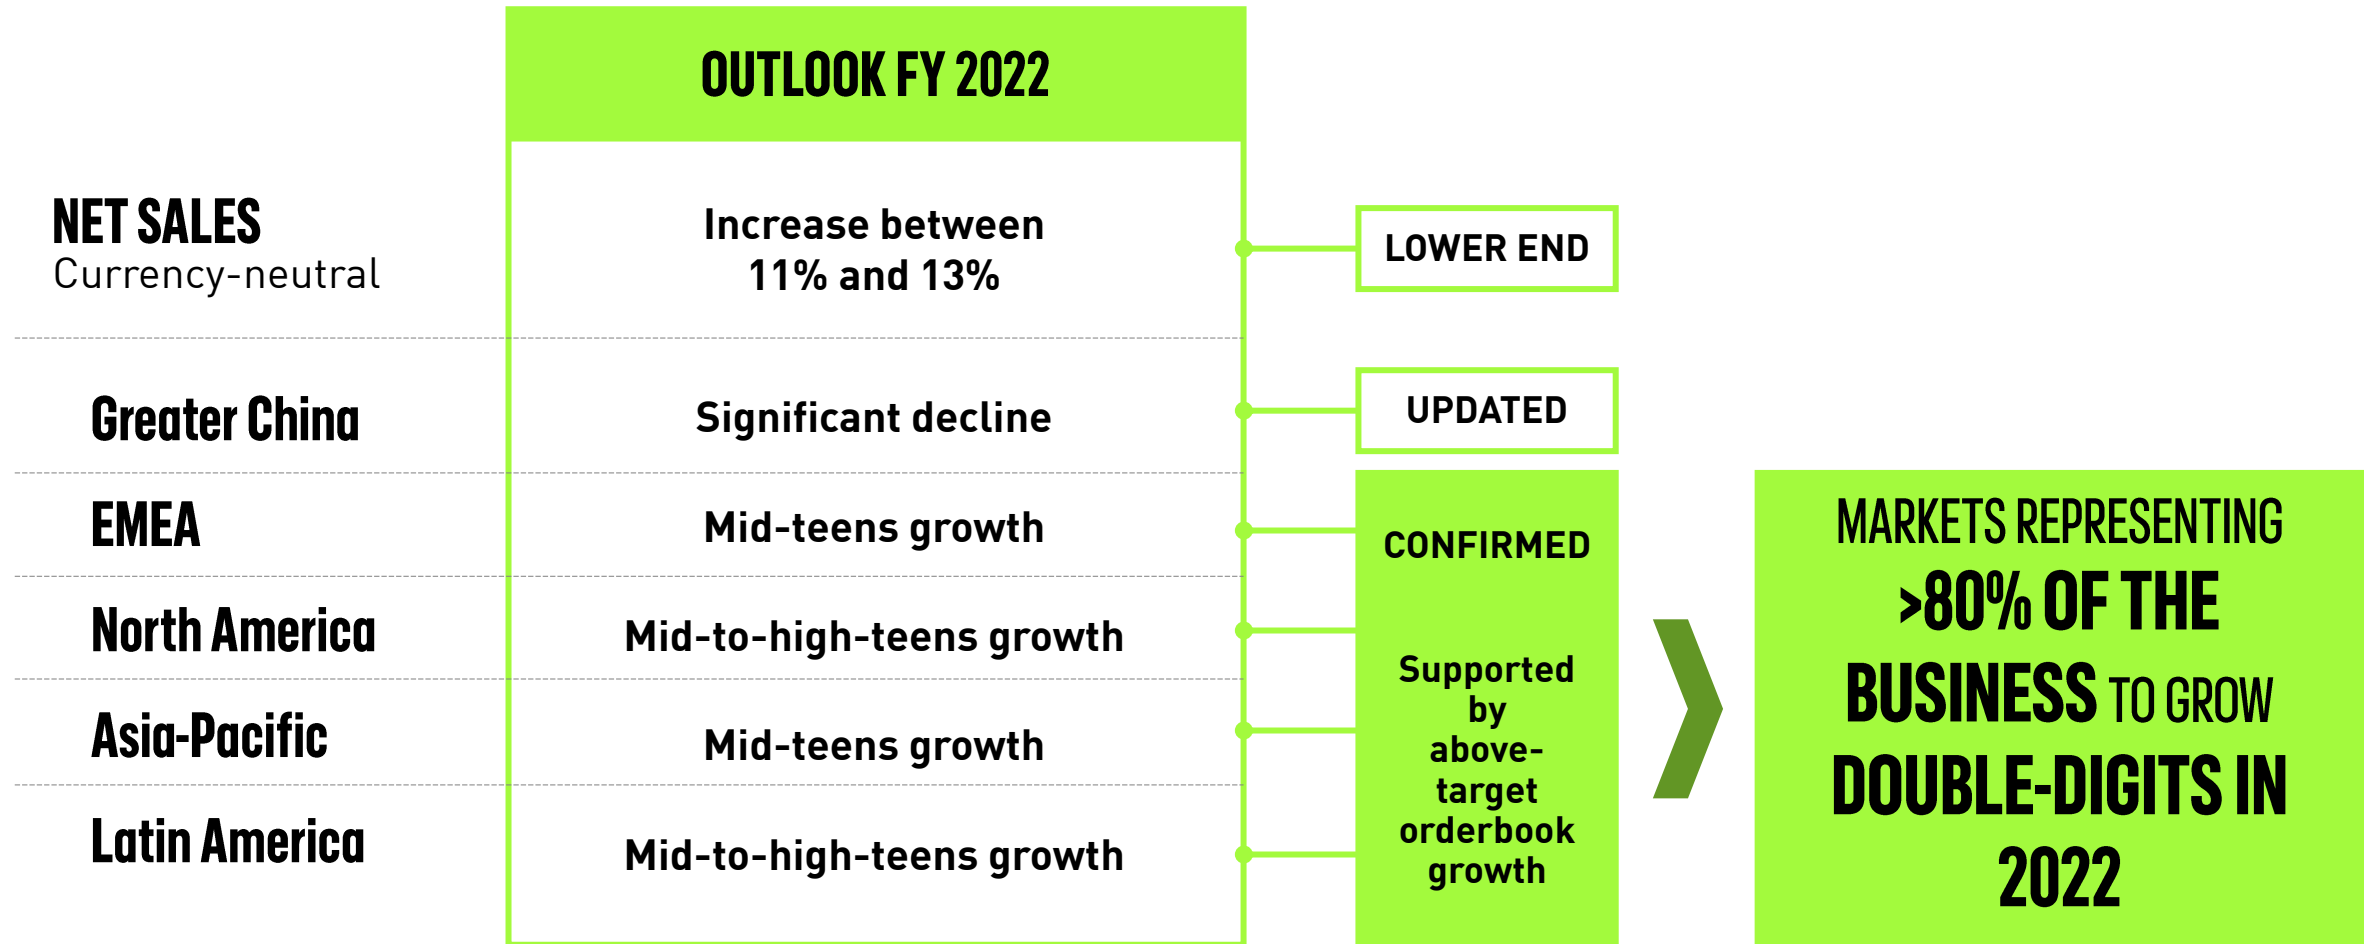 OUTLOOK FY 2022
NET SALES
Currency-neutral
Increase between
11% and 13%
LOWER END
Greater China
Significant decline
UPDATED
EMEA
Mid-teens growth
North America
Mid-to-high-teens growth
Asia-Pacific
Mid-teens growth
Latin America
Mid-to-high-teens growth
CONFIRMED
Supported
by
above-
target
orderbook
growth
MARKETS REPRESENTING
>80% OF THE
BUSINESS TO GROW
DOUBLE-DIGITS IN
2022